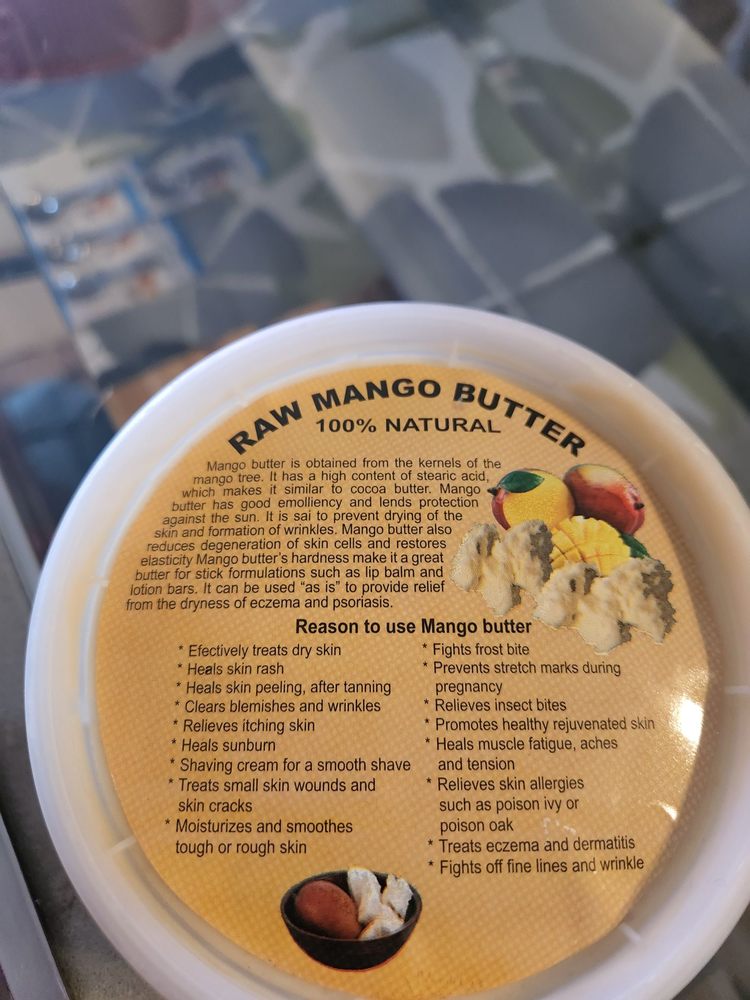 RAW MANGO BUTTER
100% NATURAL
Mango butter is obtained from the kernels of the
mango tree. It has a high content of stearic acid,
which makes it similar to cocoa butter. Mango
butter has good emolliency and lends protection
against the sun. It is sai to prevent drying of the
skin and formation of wrinkles. Mango butter also
reduces degeneration of skin cells and restores
elasticity Mango butter's hardness make it a great
butter for stick formulations such as lip balm and
lotion bars. It can be used "as is" to provide relief
from the dryness of eczema and psoriasis.
Reason to use Mango butter
* Efectively treats dry skin
* Heals skin rash
* Heals skin peeling, after tanning
* Clears blemishes and wrinkles
* Relieves itching skin
* Heals sunburn
* Shaving cream for a smooth shave
* Treats small skin wounds and
skin cracks
* Moisturizes and smoothes
tough or rough skin
* Fights frost bite
* Prevents stretch marks during
pregnancy
* Relieves insect bites
* Promotes healthy rejuvenated skin
* Heals muscle fatigue, aches
and tension
* Relieves skin allergies
such as poison ivy or
poison oak
* Treats eczema and dermatitis
* Fights off fine lines and wrinkle